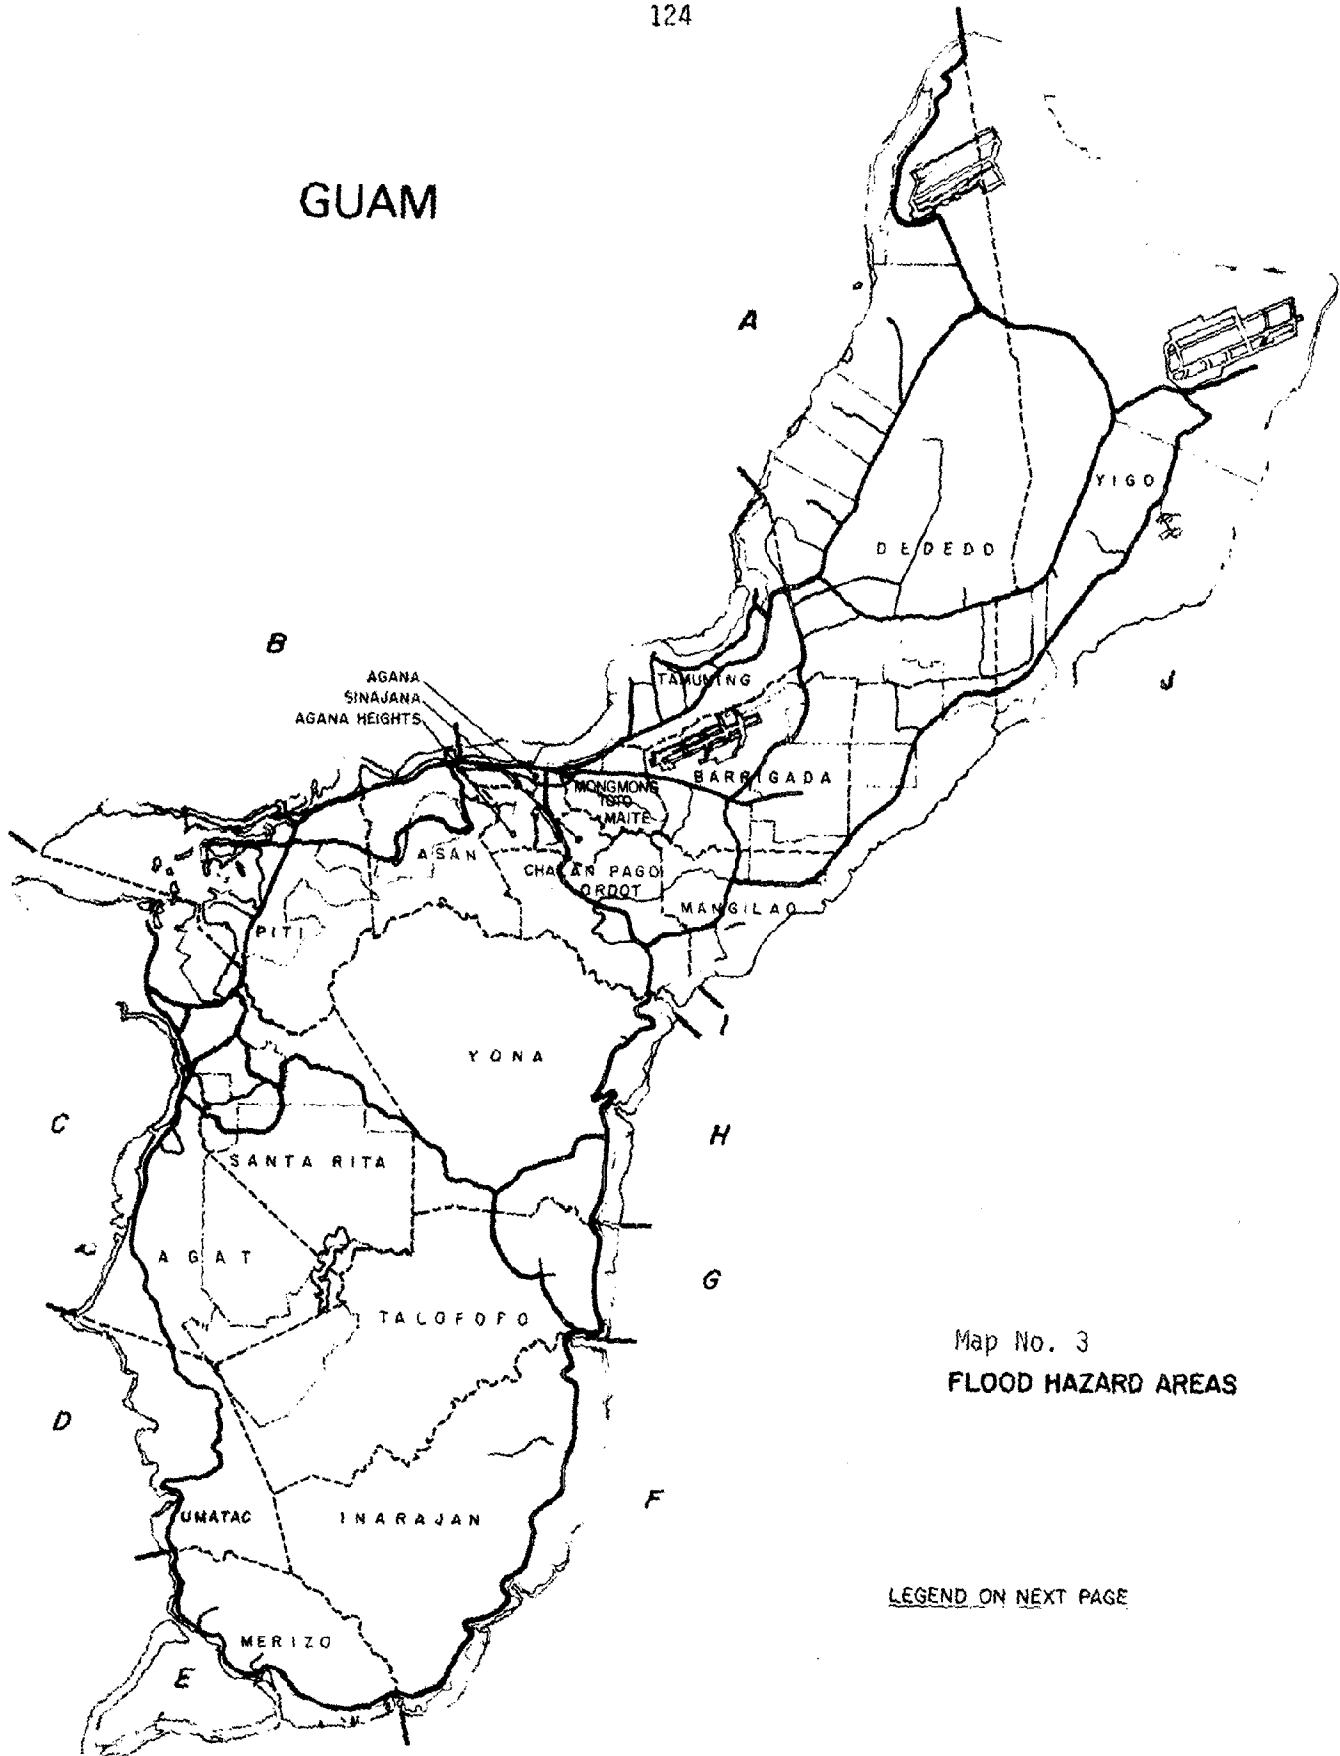 124
GUAM
A
YIGO
DEDEDO
B
AGANA
SINAJANA
AGANA HEIGHTS
TAMUNING
J
BARRIGADA
MONGMONG
TOTO
MAITE
ASAN
CHALAN PAGO
ORDOT
MANGILAO
PITI
I
YONA
C
H
SANTA RITA
AGAT
G
TALOFOFO
Map No. 3
FLOOD HAZARD AREAS
D
F
UMATAC
INARAJAN
LEGEND ON NEXT PAGE
MERIZO
E